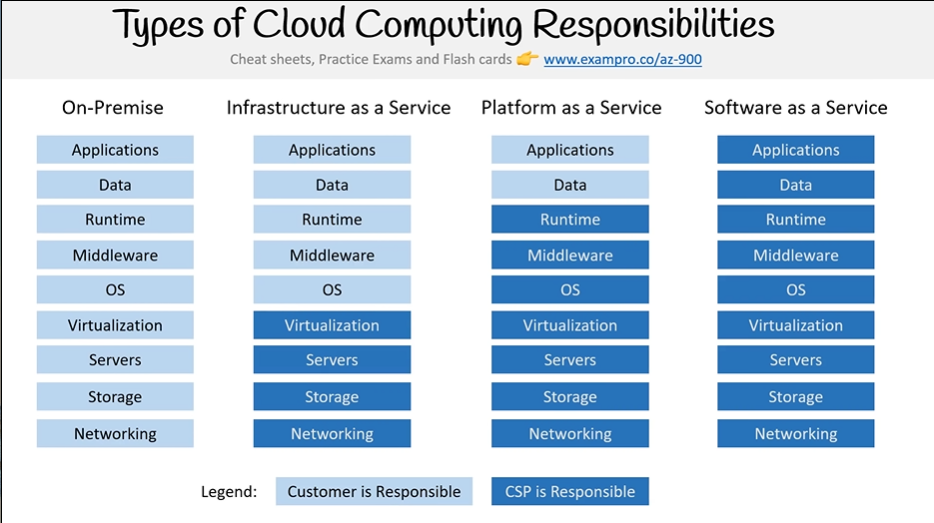 Types of Cloud Computing Responsibilities
Cheat sheets, Practice Exams and Flash cards 👉 www.exampro.co/az-900
On-Premise Infrastructure as a Service Platform as a Service Software as a Service
Applications Applications Applications Applications
Data Data Data Data
Runtime Runtime Runtime Runtime
Middleware Middleware Middleware Middleware
OS OS OS OS
Virtualization Virtualization Virtualization Virtualization
Servers Servers Servers Servers
Storage Storage Storage Storage
Networking Networking Networking Networking
Legend: Customer is Responsible CSP is Responsible